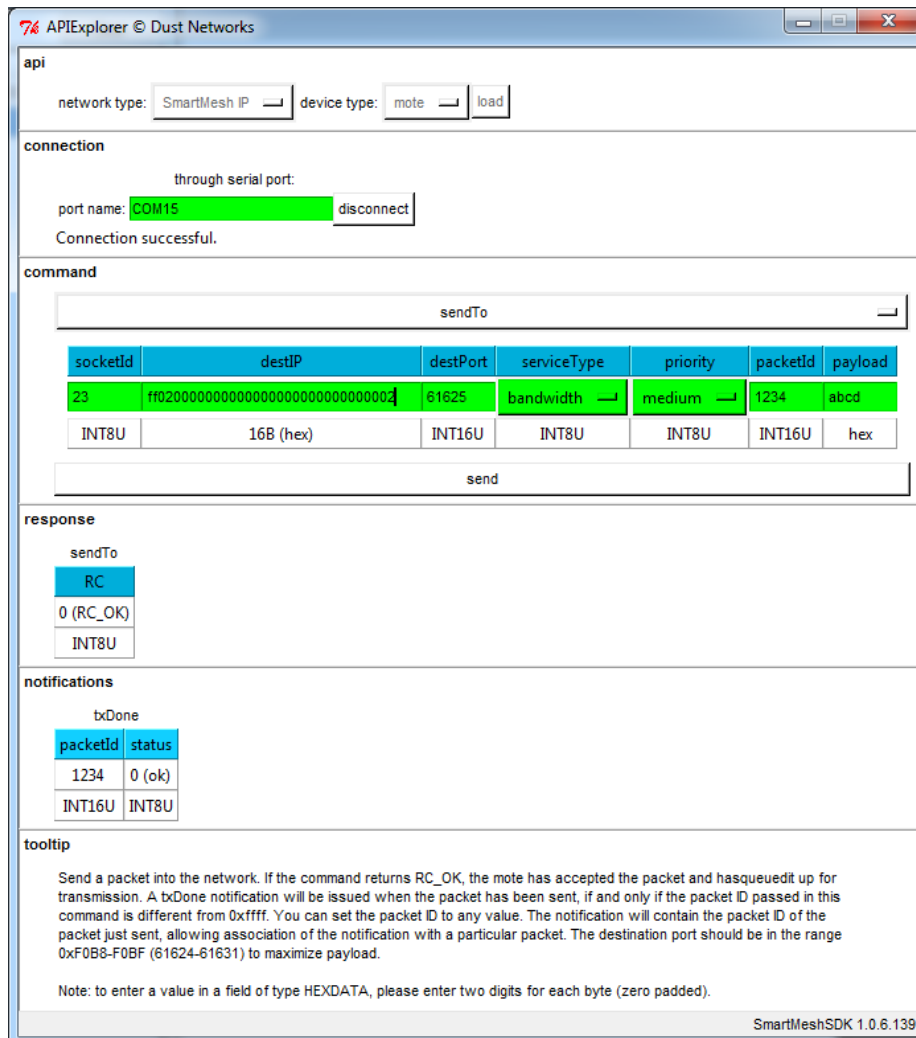 APIExplorer © Dust Networks
api
network type: SmartMesh IP device type: mote load
connection
through serial port:
port name: COM15 disconnect
Connection successful.
command
sendTo
socketId destIP destPort serviceType priority packetId payload
23 ff020000000000000000000000000002 61625 bandwidth medium 1234 abcd
INT8U 16B (hex) INT16U INT8U INT8U INT16U hex
send
response
sendTo
RC
0 (RC_OK)
INT8U
notifications
txDone
packetId status
1234 0 (ok)
INT16U INT8U
tooltip
Send a packet into the network. If the command returns RC_OK, the mote has accepted the packet and hasqueuedit up for
transmission. A txDone notification will be issued when the packet has been sent, if and only if the packet ID passed in this
command is different from 0xffff. You can set the packet ID to any value. The notification will contain the packet ID of the
packet just sent, allowing association of the notification with a particular packet. The destination port should be in the range
0xF0B8-F0BF (61624-61631) to maximize payload.
Note: to enter a value in a field of type HEXDATA, please enter two digits for each byte (zero padded).
SmartMeshSDK 1.0.6.139